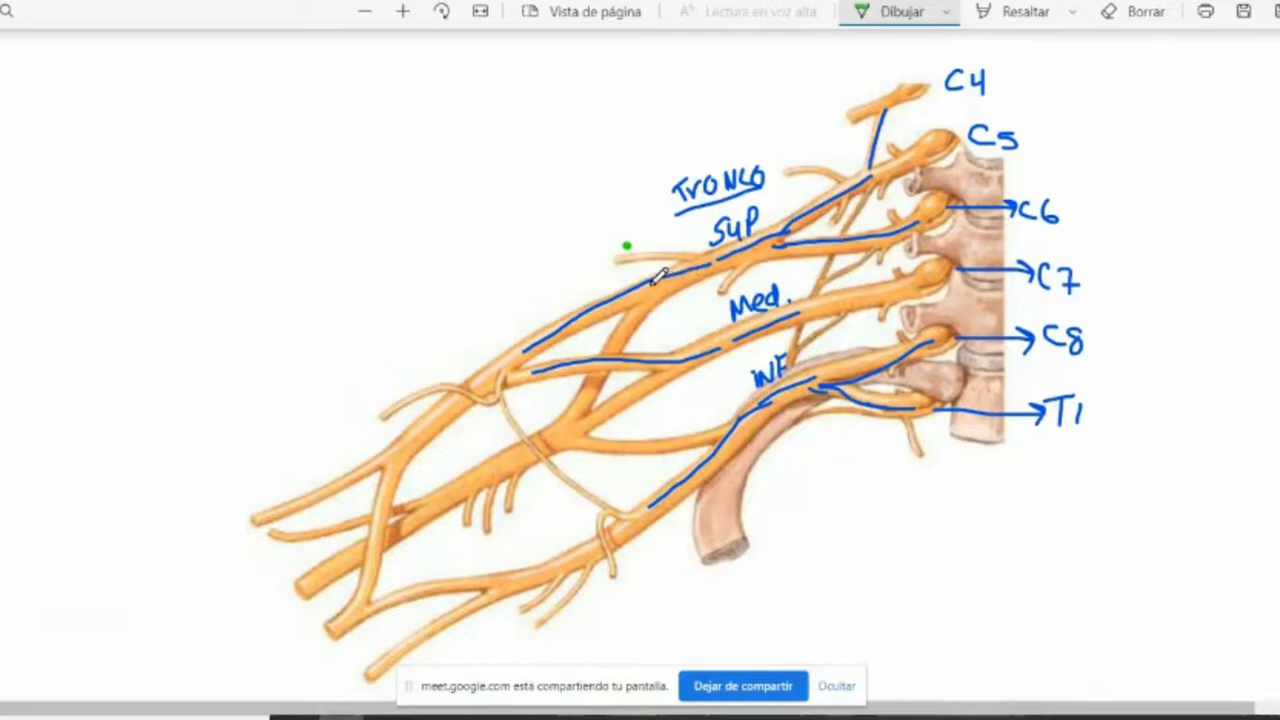 Vista de página
Lectura en voz alta
Dibujar
Resaltar
Borrar
C4
C5
Tronco
Sup
C6
C7
Med.
C8
INF
T1
meet.google.com está compartiendo tu pantalla.
Dejar de compartir
Ocultar